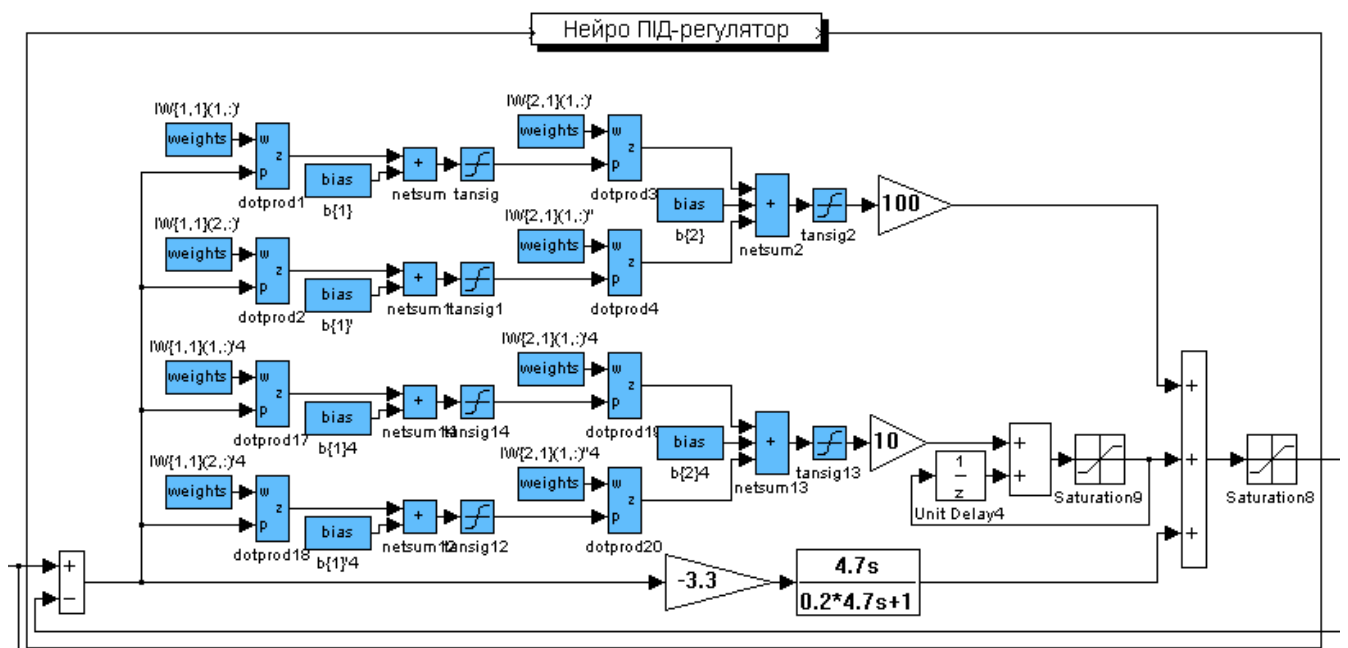 Нейро ПІД-регулятор
IW{1,1}(1,:)'
weights
w
z
p
dotprod1
bias
b{1}
+
netsum
tansig
IW{2,1}(1,:)'
weights
w
z
p
dotprod3
bias
b{2}
+
netsum2
tansig2
100
IW{1,1}(2,:)'
weights
w
z
p
dotprod2
bias
b{1}'
+
netsum1
tansig1
IW{2,1}(1,:)''
weights
w
z
p
dotprod4
IW{1,1}(1,:)'4
weights
w
z
p
dotprod17
bias
b{1}4
+
tansig14
IW{2,1}(1,:)'4
weights
w
z
p
dotprod19
bias
b{2}4
+
netsum13
tansig13
10
+
+
1
z
Unit Delay4
Saturation9
+
+
+
Saturation8
IW{1,1}(2,:)'4
weights
w
z
p
dotprod18
bias
b{1}'4
+
netsum12
tansig12
IW{2,1}(1,:)''4
weights
w
z
p
dotprod20
+
−
-3.3
4.7s
0.2*4.7s+1